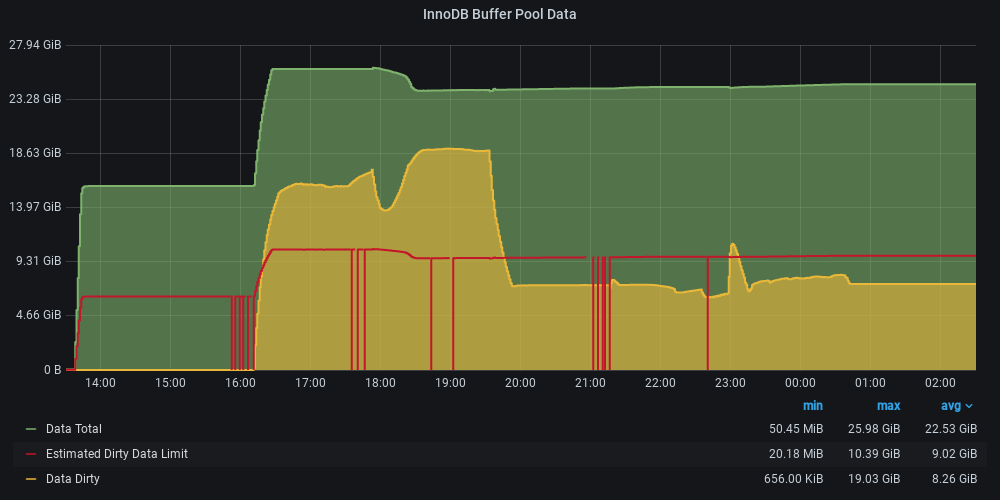 InnoDB Buffer Pool Data
27.94 GiB
23.28 GiB
18.63 GiB
13.97 GiB
9.31 GiB
4.66 GiB
0 B
14:00 15:00 16:00 17:00 18:00 19:00 20:00 21:00 22:00 23:00 00:00 01:00 02:00
min max avg
Data Total 50.45 MiB 25.98 GiB 22.53 GiB
Estimated Dirty Data Limit 20.18 MiB 10.39 GiB 9.02 GiB
Data Dirty 656.00 KiB 19.03 GiB 8.26 GiB